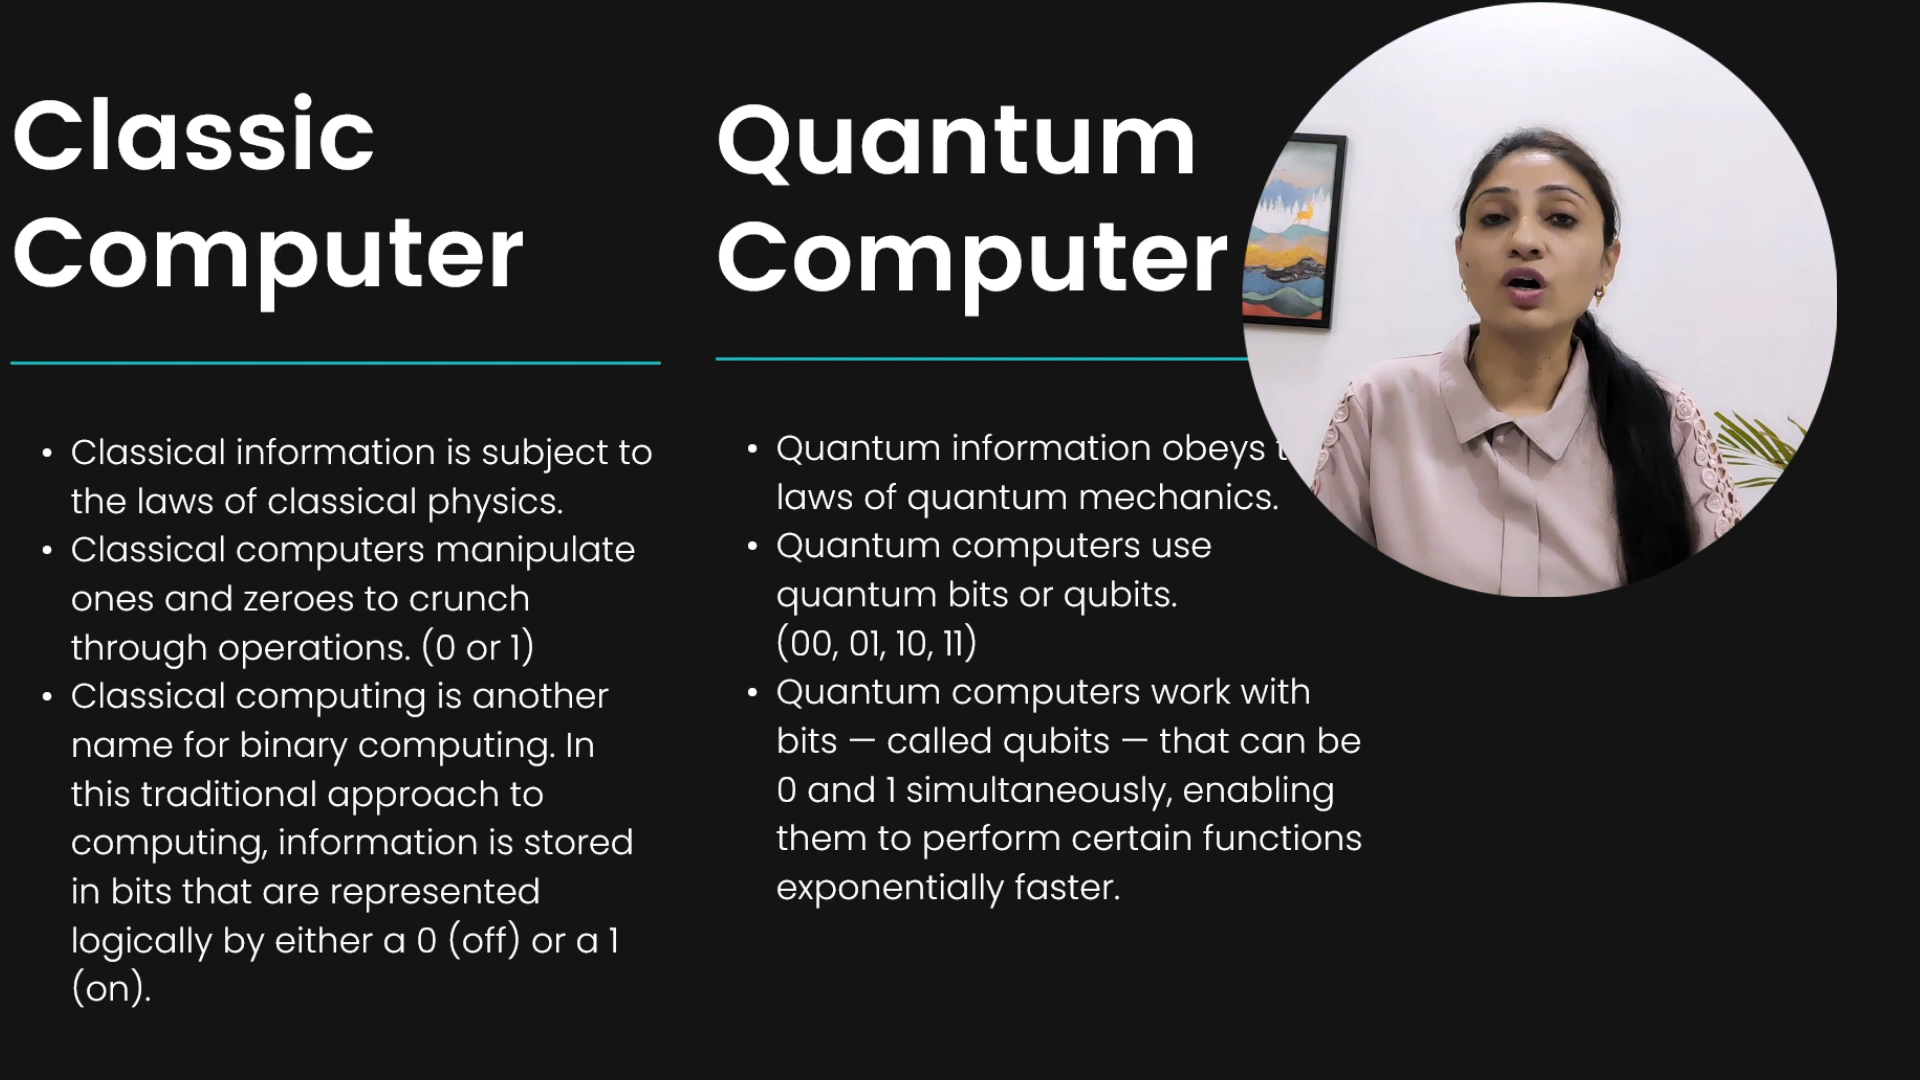 Classic
Computer
• Classical information is subject to
the laws of classical physics.
• Classical computers manipulate
ones and zeroes to crunch
through operations. (0 or 1)
• Classical computing is another
name for binary computing. In
this traditional approach to
computing, information is stored
in bits that are represented
logically by either a 0 (off) or a 1
(on).
Quantum
Computer
• Quantum information obeys
laws of quantum mechanics.
• Quantum computers use
quantum bits or qubits.
(00, 01, 10, 11)
• Quantum computers work with
bits — called qubits — that can be
0 and 1 simultaneously, enabling
them to perform certain functions
exponentially faster.